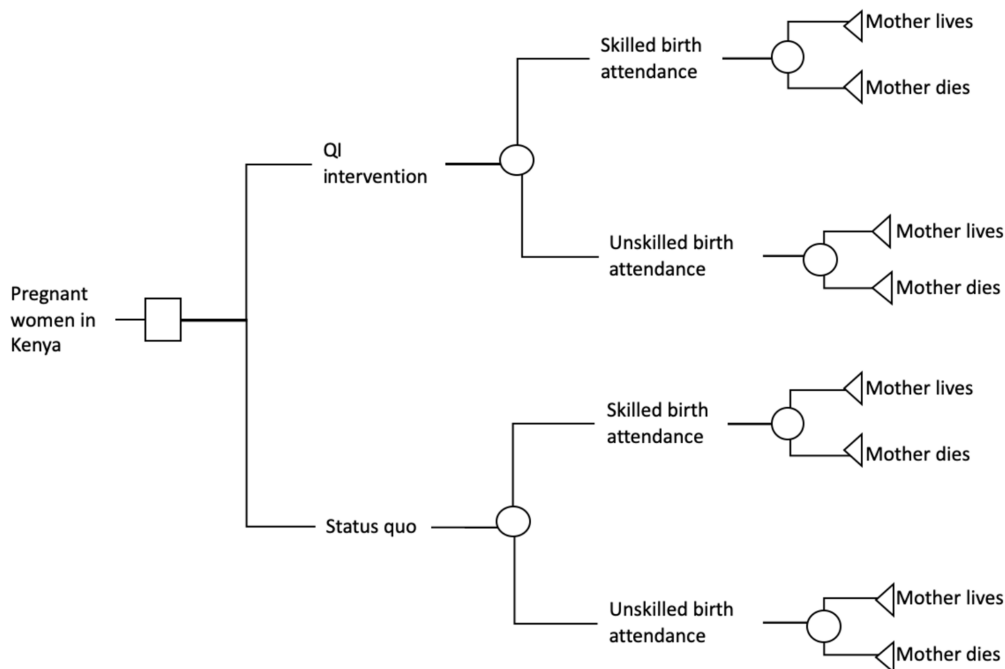 Mother lives
Skilled birth
attendance
Mother dies
QI
intervention
Mother lives
Unskilled birth
attendance
Mother dies
Pregnant
women in
Kenya
Mother lives
Skilled birth
attendance
Mother dies
Status quo
Mother lives
Unskilled birth
attendance
Mother dies